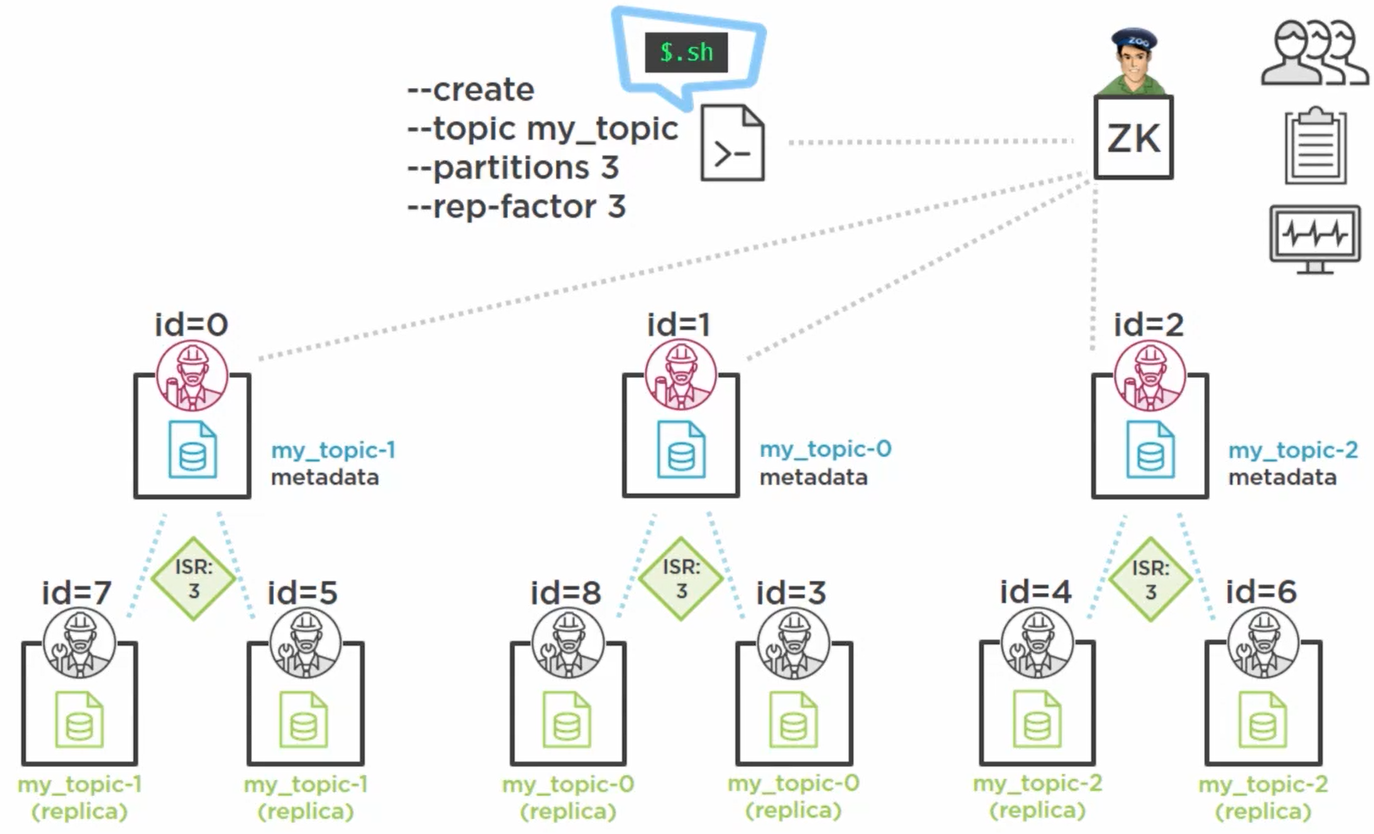 $.sh
--create
--topic my_topic
--partitions 3
--rep-factor 3
ZOO
ZK
id=0
id=1
id=2
my_topic-1
metadata
my_topic-0
metadata
my_topic-2
metadata
ISR:
3
ISR:
3
ISR:
3
id=7
id=5
id=8
id=3
id=4
id=6
my_topic-1
(replica)
my_topic-1
(replica)
my_topic-0
(replica)
my_topic-0
(replica)
my_topic-2
(replica)
my_topic-2
(replica)